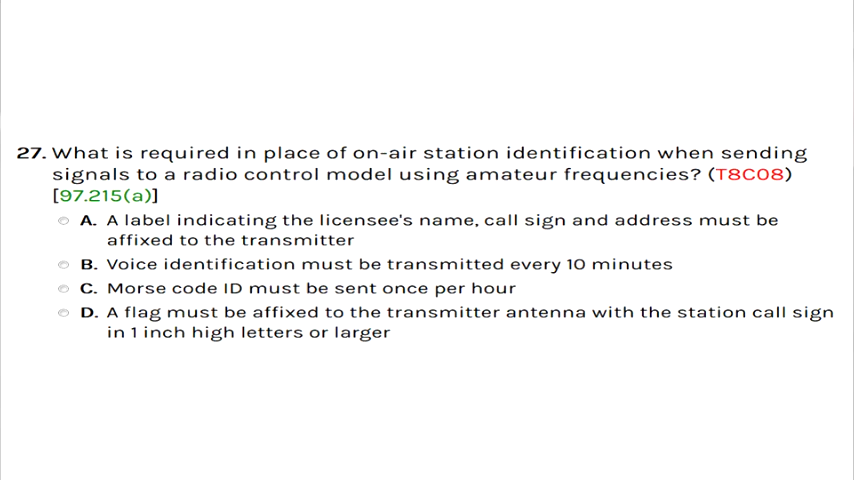 27. What is required in place of on-air station identification when sending
signals to a radio control model using amateur frequencies? (T8C08)
[97.215(a)]
A. A label indicating the licensee's name, call sign and address must be
affixed to the transmitter
B. Voice identification must be transmitted every 10 minutes
C. Morse code ID must be sent once per hour
D. A flag must be affixed to the transmitter antenna with the station call sign
in 1 inch high letters or larger